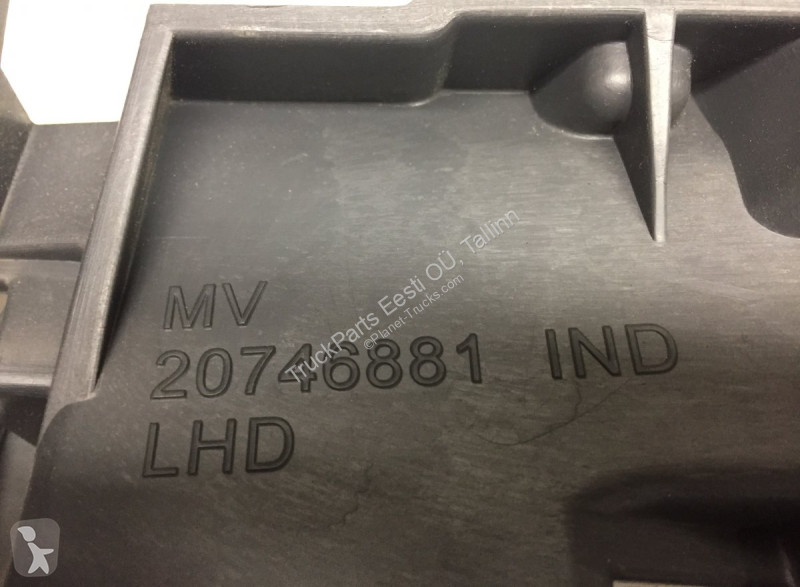 MV
20746881 IND
LHD
TruckParts Eesti OÜ, Tallinn
©Planet-Trucks.com